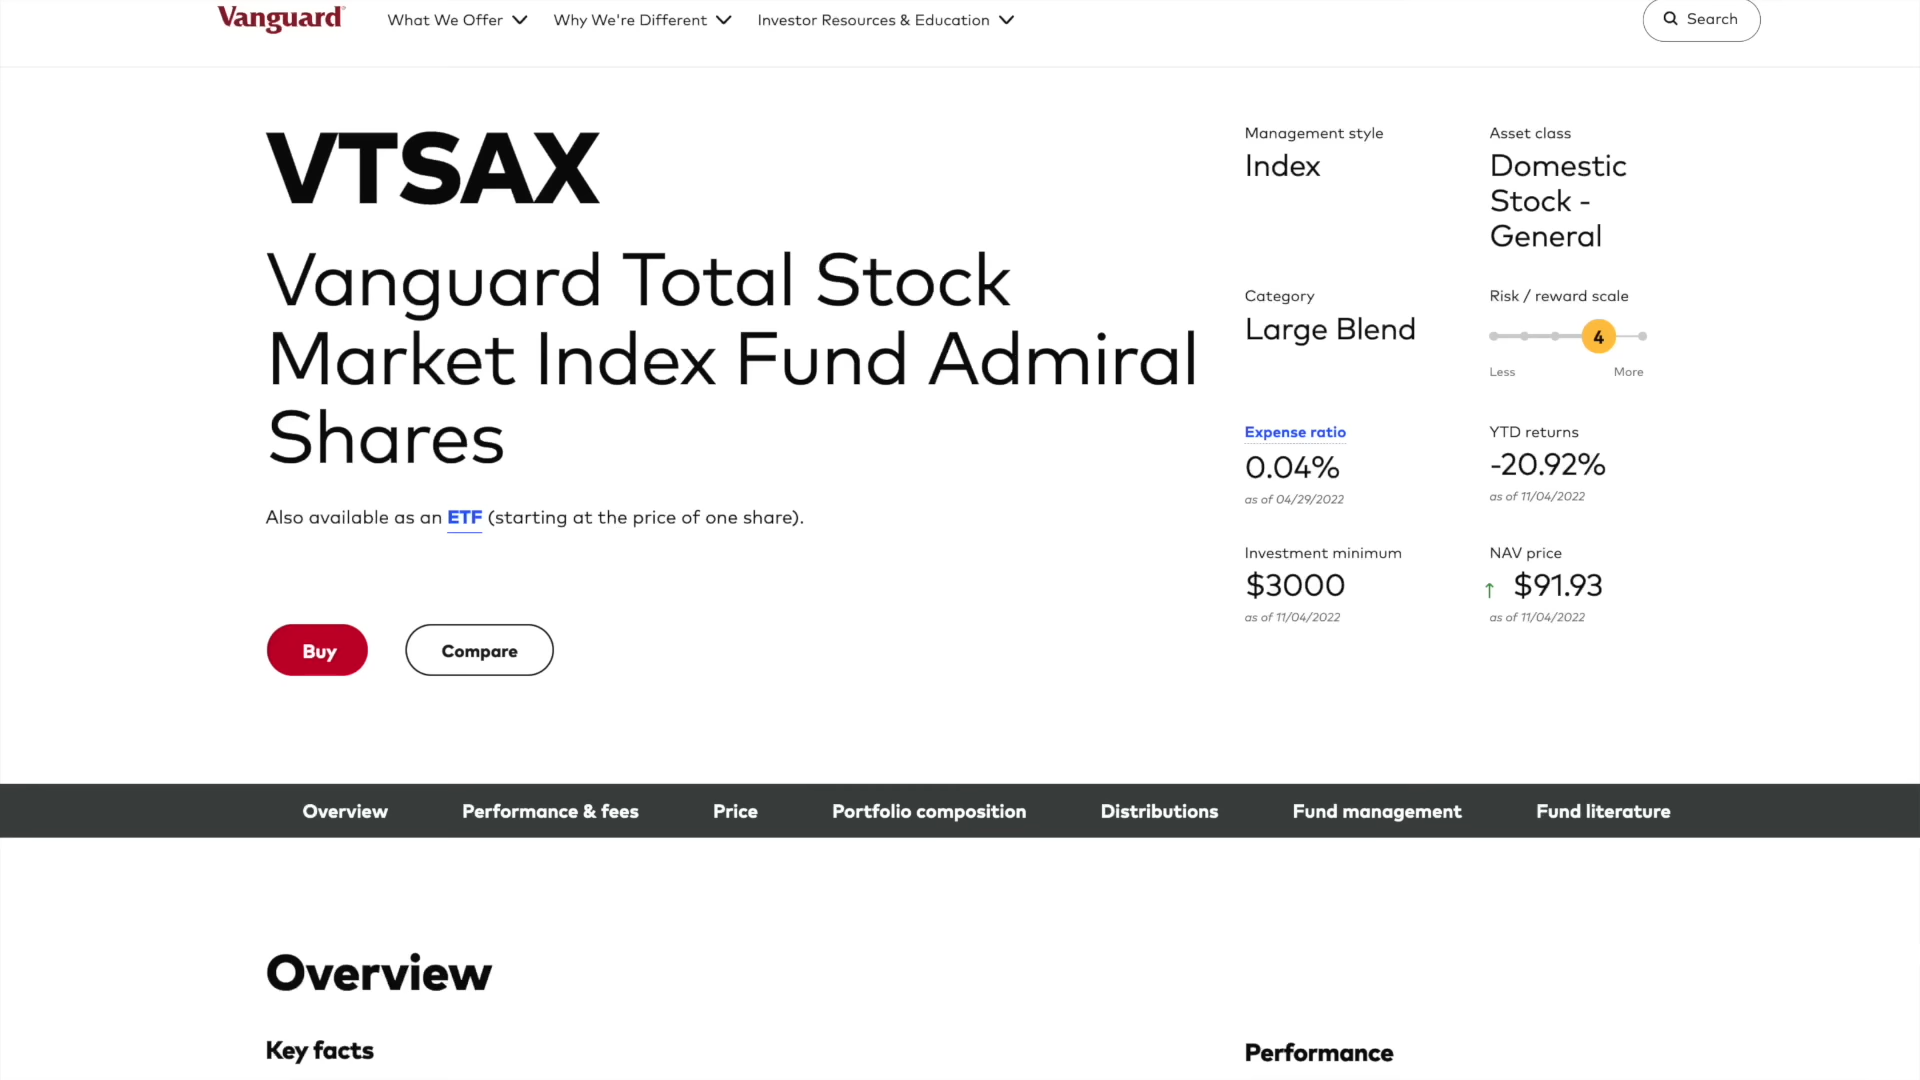 Vanguard
What We Offer
Why We're Different
Investor Resources & Education
Search
VTSAX
Vanguard Total Stock
Market Index Fund Admiral
Shares
Also available as an ETF (starting at the price of one share).
Buy
Compare
Management style
Index
Asset class
Domestic
Stock -
General
Category
Large Blend
Risk / reward scale
4
Less
More
Expense ratio
0.04%
as of 04/29/2022
YTD returns
-20.92%
as of 11/04/2022
Investment minimum
$3000
as of 11/04/2022
NAV price
↑ $91.93
as of 11/04/2022
Overview
Performance & fees
Price
Portfolio composition
Distributions
Fund management
Fund literature
Overview
Key facts
Performance